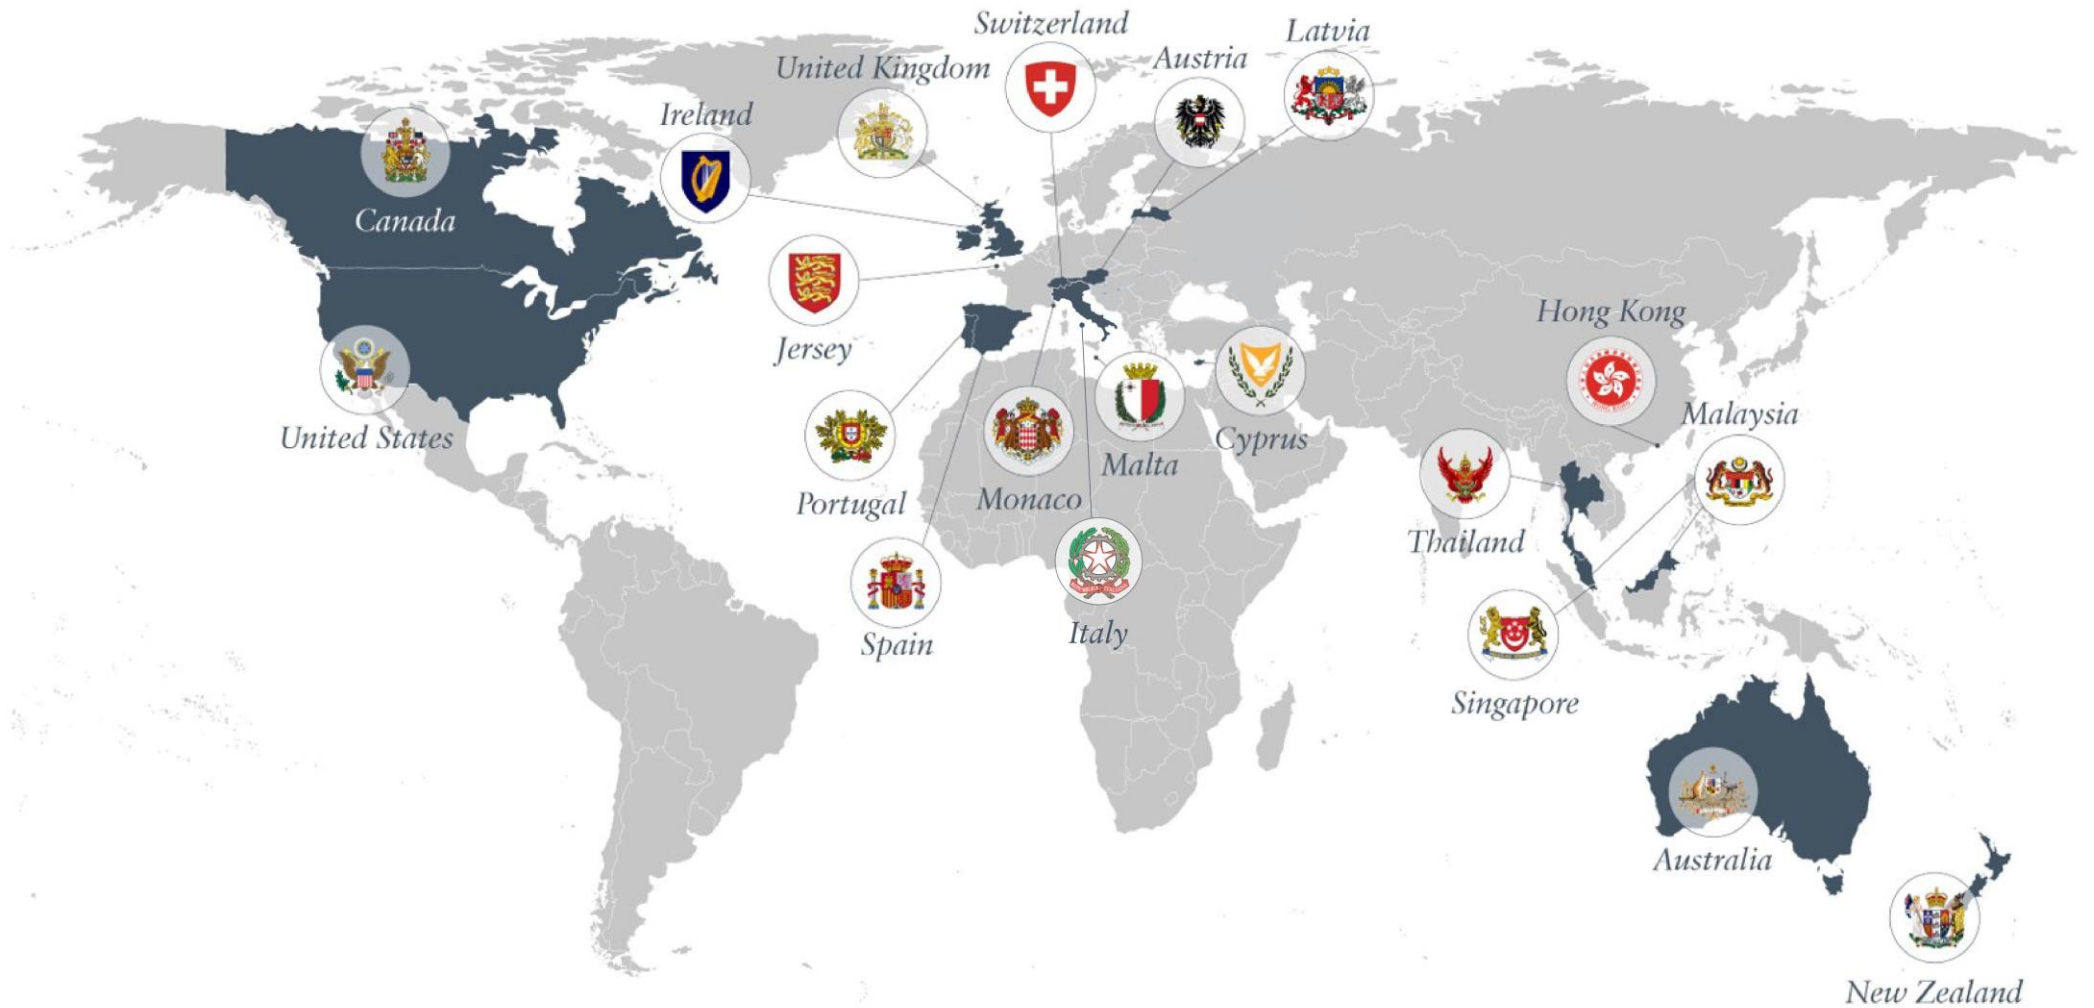 Switzerland
Latvia
United Kingdom
Austria
Ireland
Canada
Hong Kong
Jersey
Malaysia
United States
Cyprus
Malta
Portugal
Monaco
Thailand
Italy
Spain
Singapore
Australia
New Zealand